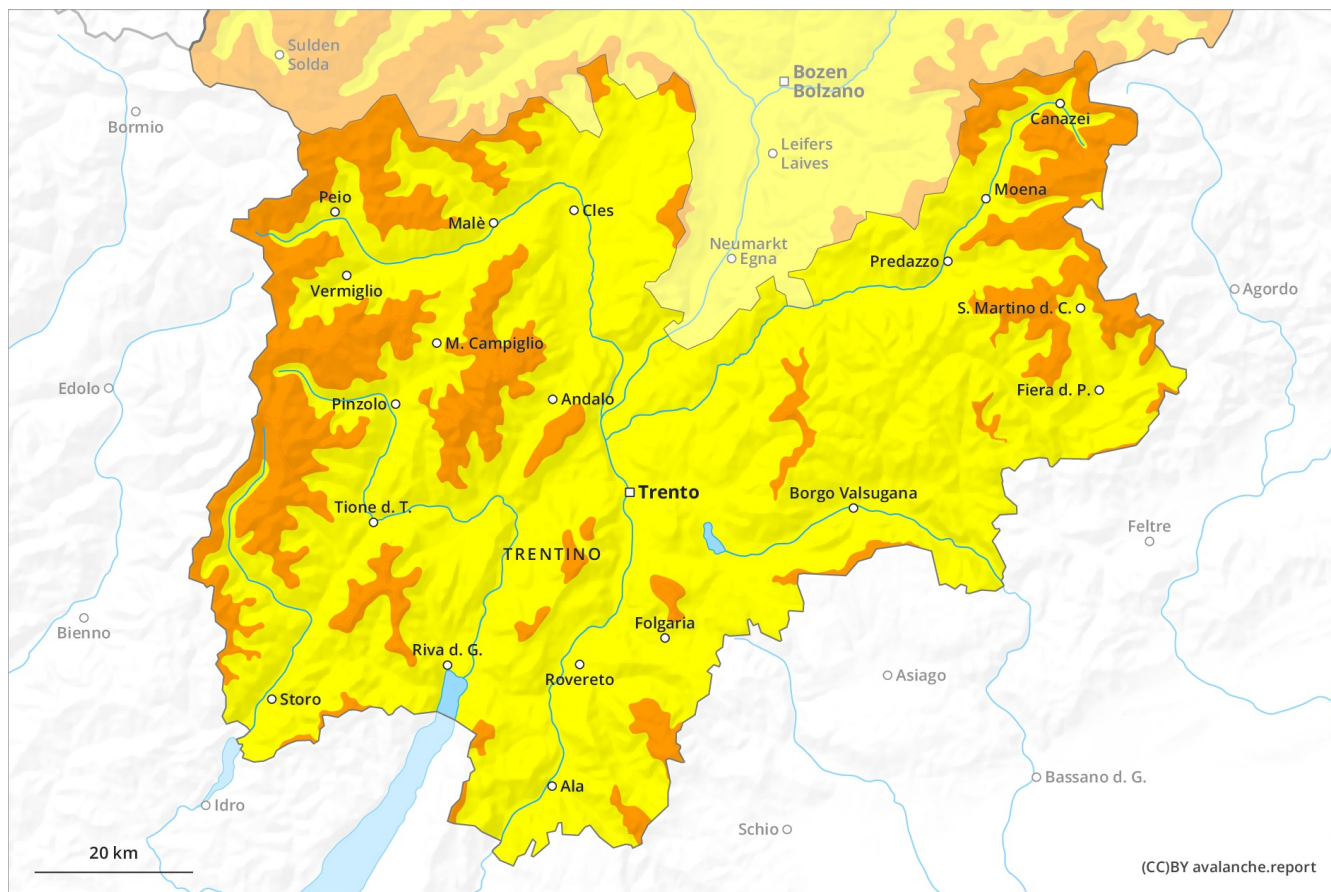 Sulden
Solda
Bozen
Bolzano
Bormio
Canazei
Leifers
Laives
Peio
Moena
Malè
Cles
Neumarkt
Egna
Predazzo
Vermiglio
Agordo
S. Martino d. C.
M. Campiglio
Edolo
Pinzolo
Andalo
Fiera d. P.
Trento
Borgo Valsugana
Tione d. T.
Feltre
TRENTINO
Bienno
Folgaria
Riva d. G.
Rovereto
Asiago
Storo
Bassano d. G.
Ala
Idro
Schio
20 km
(CC)BY avalanche.report